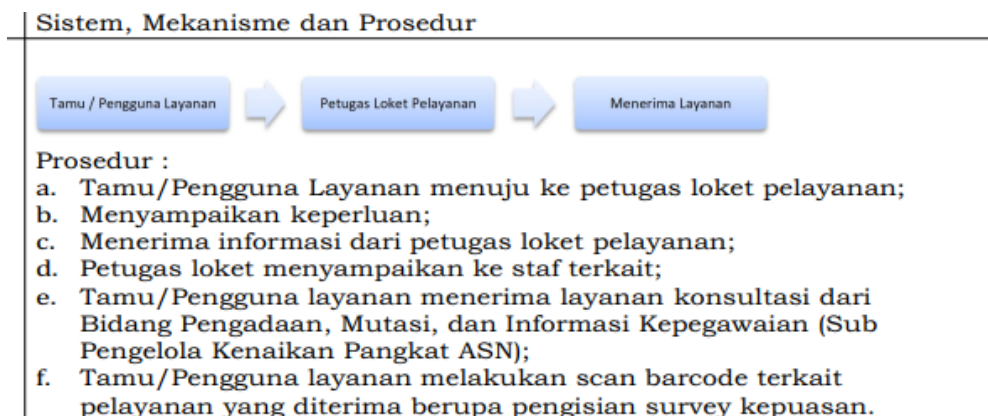 Sistem, Mekanisme dan Prosedur
Tamu / Pengguna Layanan
Petugas Loket Pelayanan
Menerima Layanan
Prosedur :
a. Tamu/Pengguna Layanan menuju ke petugas loket pelayanan;
b. Menyampaikan keperluan;
c. Menerima informasi dari petugas loket pelayanan;
d. Petugas loket menyampaikan ke staf terkait;
e. Tamu/Pengguna layanan menerima layanan konsultasi dari
Bidang Pengadaan, Mutasi, dan Informasi Kepegawaian (Sub
Pengelola Kenaikan Pangkat ASN);
f. Tamu/Pengguna layanan melakukan scan barcode terkait
pelayanan yang diterima berupa pengisian survey kepuasan.